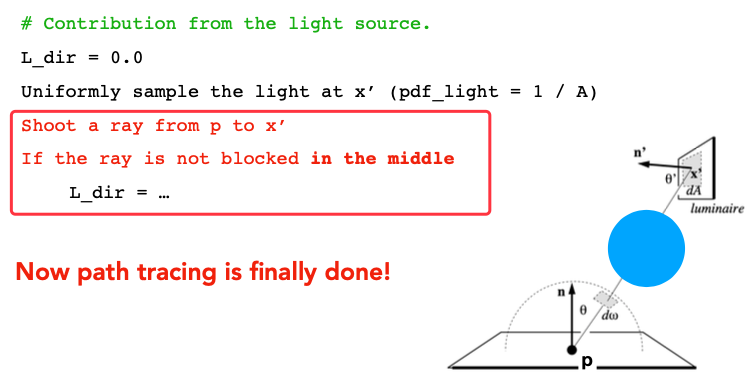 # Contribution from the light source.
L_dir = 0.0
Uniformly sample the light at x’ (pdf_light = 1 / A)
Shoot a ray from p to x’
If the ray is not blocked in the middle
L_dir = …
n’
θ’
x’
dA
luminaire
Now path tracing is finally done!
n
θ
dω
p